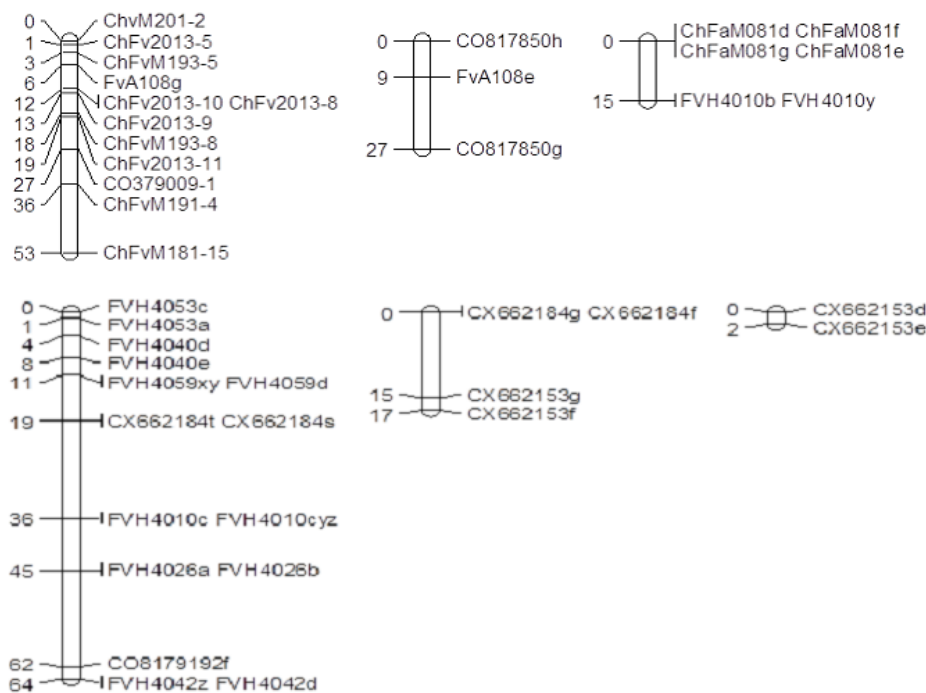 0 ChvM201-2
1 ChFv2013-5
3 ChFvM193-5
6 FvA108g
12 ChFv2013-10 ChFv2013-8
13 ChFv2013-9
18 ChFvM193-8
19 ChFv2013-11
27 CO379009-1
36 ChFvM191-4
53 ChFvM181-15
0 CO817850h
9 FvA108e
27 CO817850g
ChFaM081d ChFaM081f
0 ChFaM081g ChFaM081e
15 FVH4010b FVH4010y
0 FVH4053c
1 FVH4053a
4 FVH4040d
8 FVH4040e
11 FVH4059xy FVH4059d
19 CX662184t CX662184s
36 FVH4010c FVH4010cyz
45 FVH4026a FVH4026b
62 CO8179192f
64 FVH4042z FVH4042d
0 CX662184g CX662184f
15 CX662153g
17 CX662153f
0 CX662153d
2 CX662153e